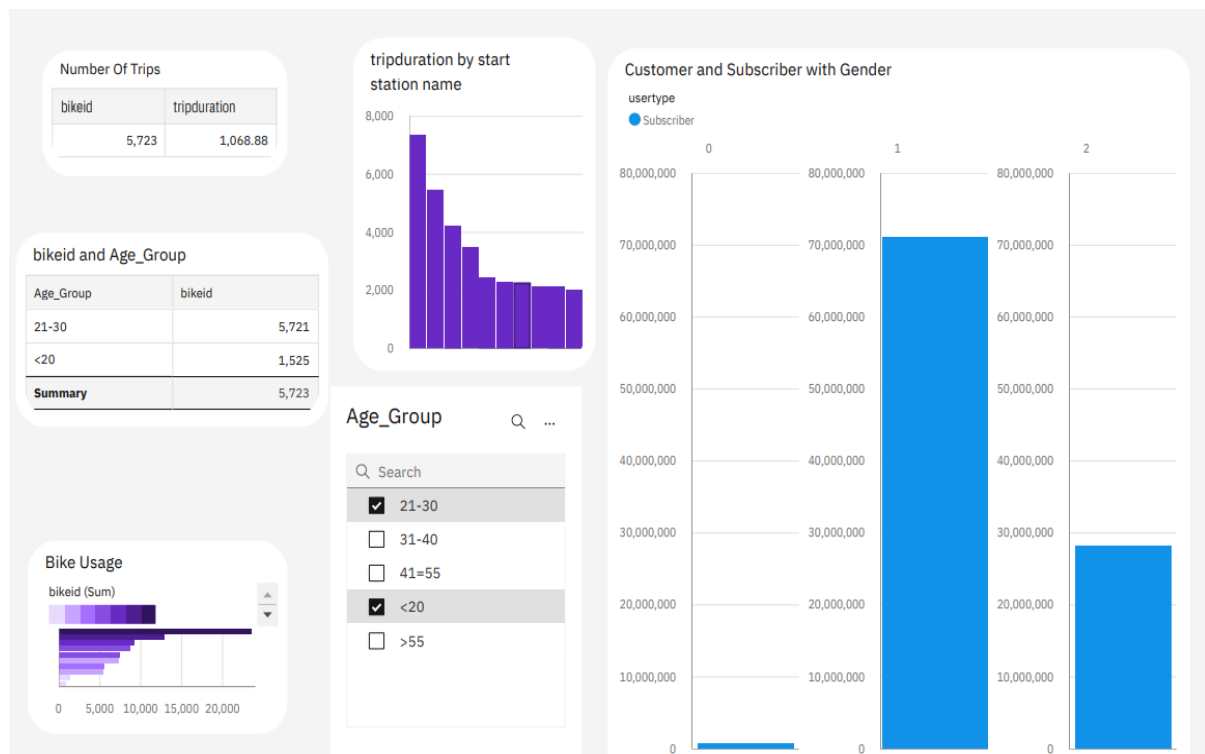 Number Of Trips
bikeid tripduration
5,723 1,068.88
bikeid and Age_Group
Age_Group bikeid
21-30 5,721
<20 1,525
Summary 5,723
Bike Usage
bikeid (Sum)
0 5,000 10,000 15,000 20,000
tripduration by start
station name
8,000
6,000
4,000
2,000
0
Age_Group
Search
21-30
31-40
41=55
<20
>55
Customer and Subscriber with Gender
usertype
Subscriber
0 1 2
80,000,000 80,000,000 80,000,000
70,000,000 70,000,000 70,000,000
60,000,000 60,000,000 60,000,000
50,000,000 50,000,000 50,000,000
40,000,000 40,000,000 40,000,000
30,000,000 30,000,000 30,000,000
20,000,000 20,000,000 20,000,000
10,000,000 10,000,000 10,000,000
0 0 0